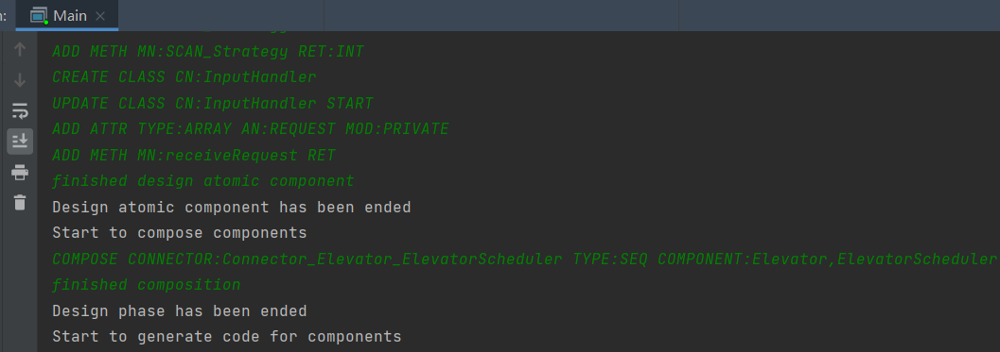 Main
ADD METH MN:SCAN_Strategy RET:INT
CREATE CLASS CN:InputHandler
UPDATE CLASS CN:InputHandler START
ADD ATTR TYPE:ARRAY AN:REQUEST MOD:PRIVATE
ADD METH MN:receiveRequest RET
finished design atomic component
Design atomic component has been ended
Start to compose components
COMPOSE CONNECTOR:Connector_Elevator_ElevatorScheduler TYPE:SEQ COMPONENT:Elevator,ElevatorScheduler
finished composition
Design phase has been ended
Start to generate code for components